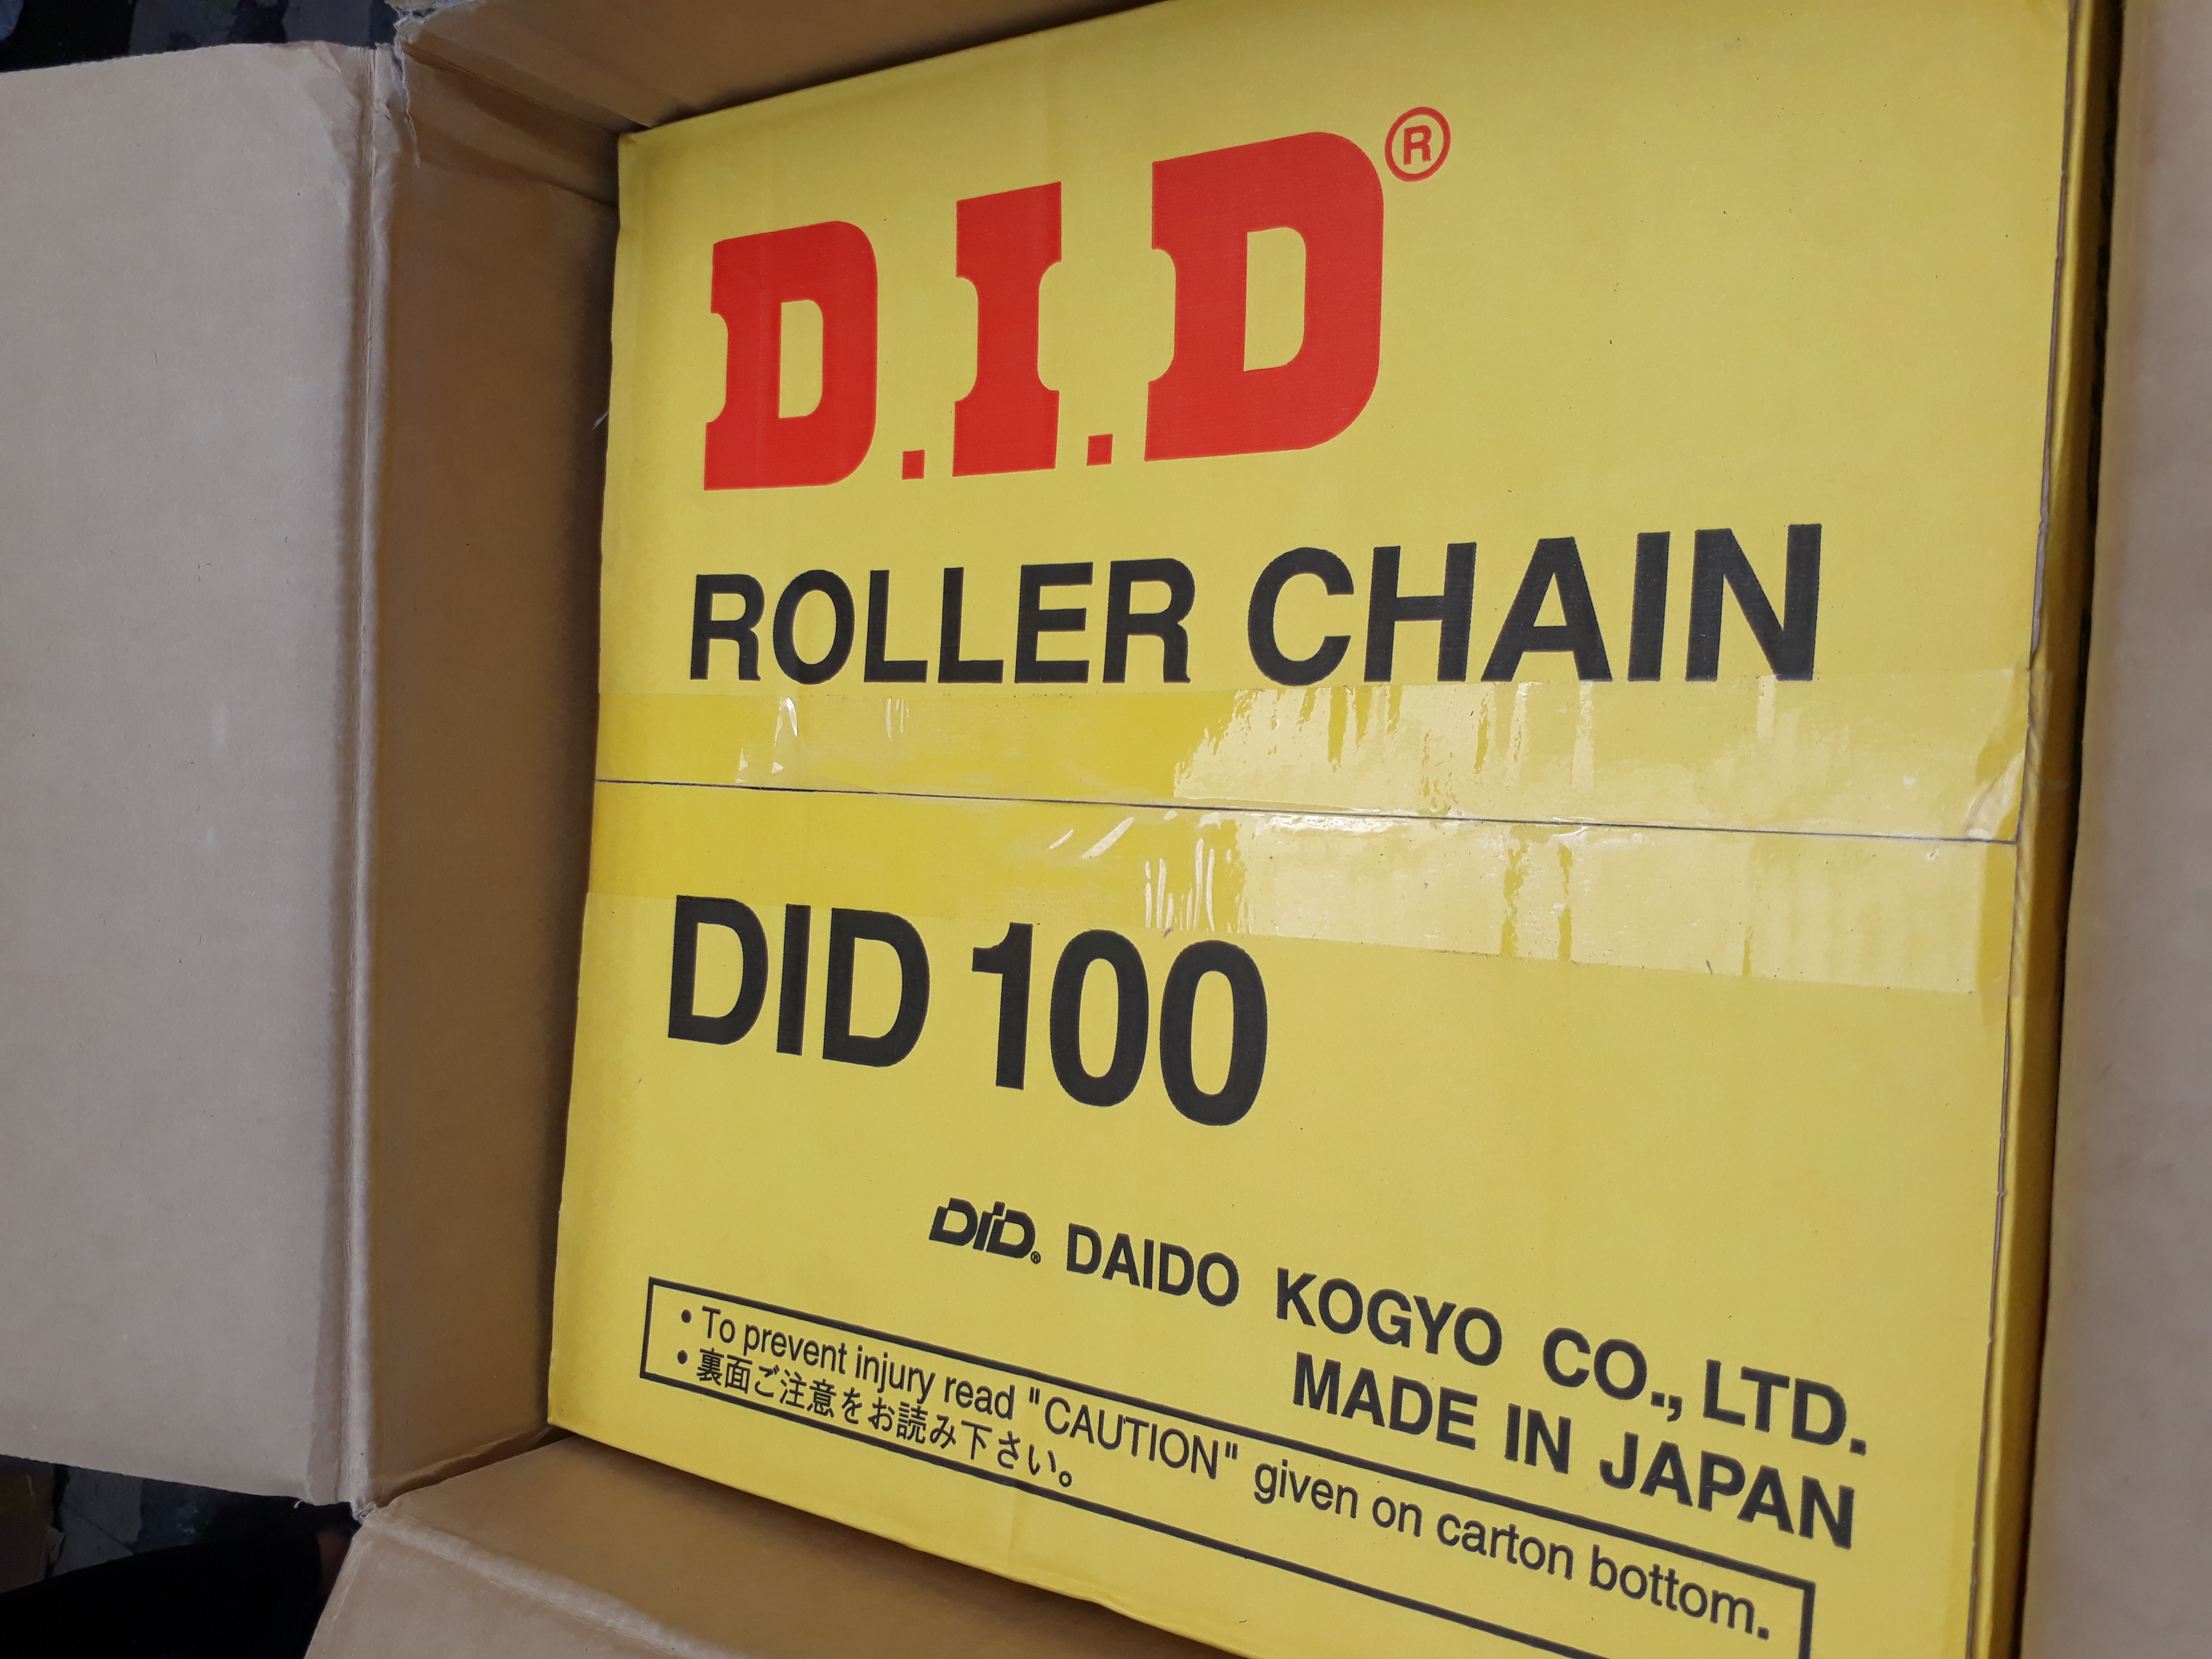 D.I.D®
ROLLER CHAIN
DID 100
DID® DAIDO KOGYO CO., LTD.
MADE IN JAPAN
• To prevent injury read "CAUTION" given on carton bottom.
• 裏面ご注意をお読み下さい。